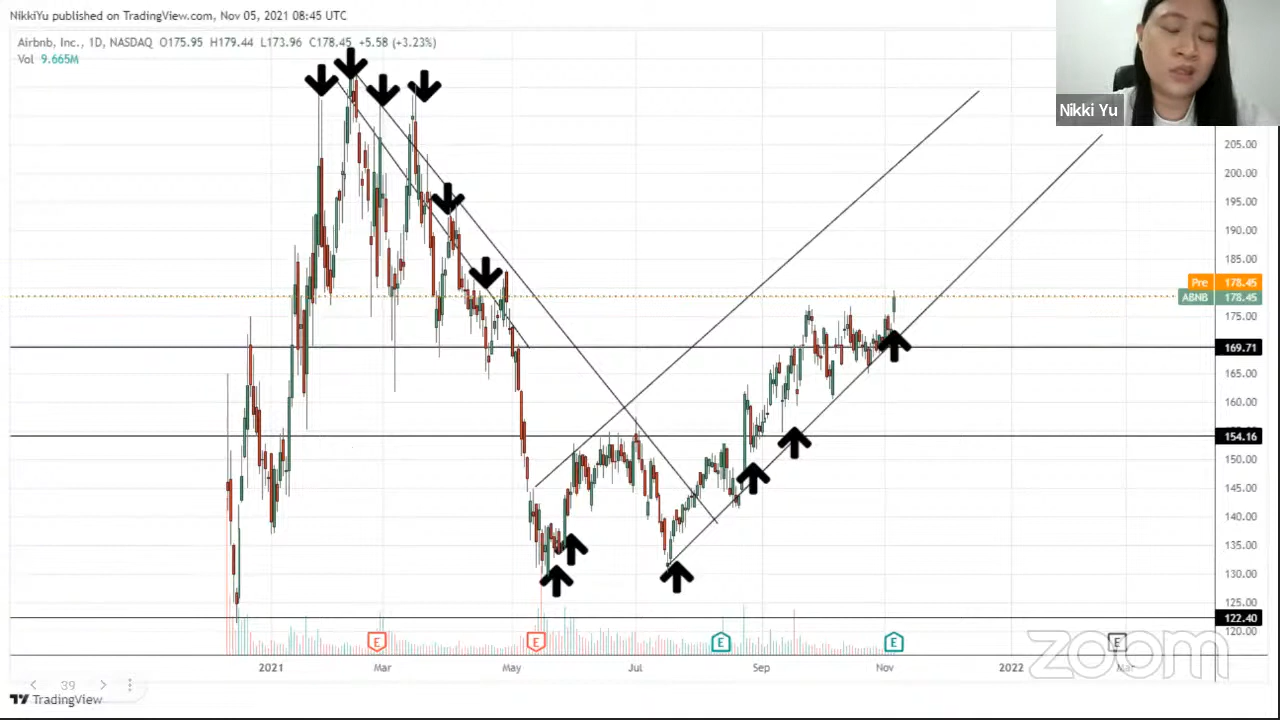 NikkiYu published on TradingView.com, Nov 05, 2021 08:45 UTC
Airbnb, Inc., 1D, NASDAQ O175.95 H179.44 L173.96 C178.45 +5.58 (+3.23%)
Vol 9.665M
Nikki Yu
205.00
200.00
195.00
190.00
185.00
Pre 178.45
ABNB 178.45
175.00
169.71
165.00
160.00
154.16
150.00
145.00
140.00
135.00
130.00
125.00
122.40
120.00
E E E E E
zoom
2021 Mar May Jul Sep Nov 2022 Mar
39
TradingView